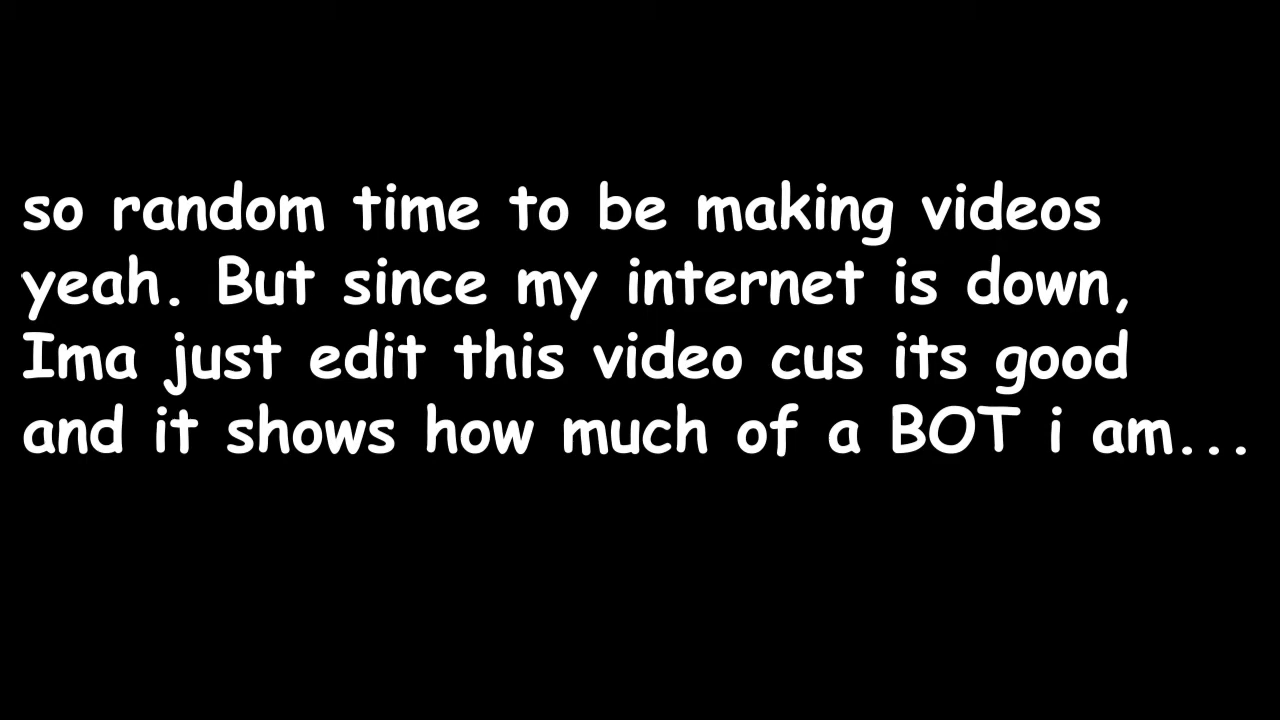 so random time to be making videos
yeah. But since my internet is down,
Ima just edit this video cus its good
and it shows how much of a BOT i am...